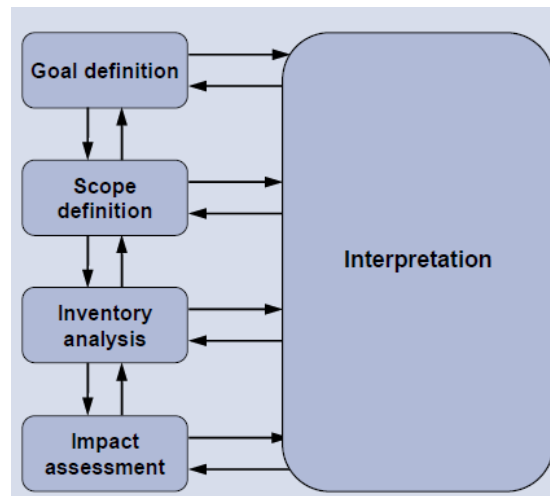 Goal definition
Scope
definition
Interpretation
Inventory
analysis
Impact
assessment